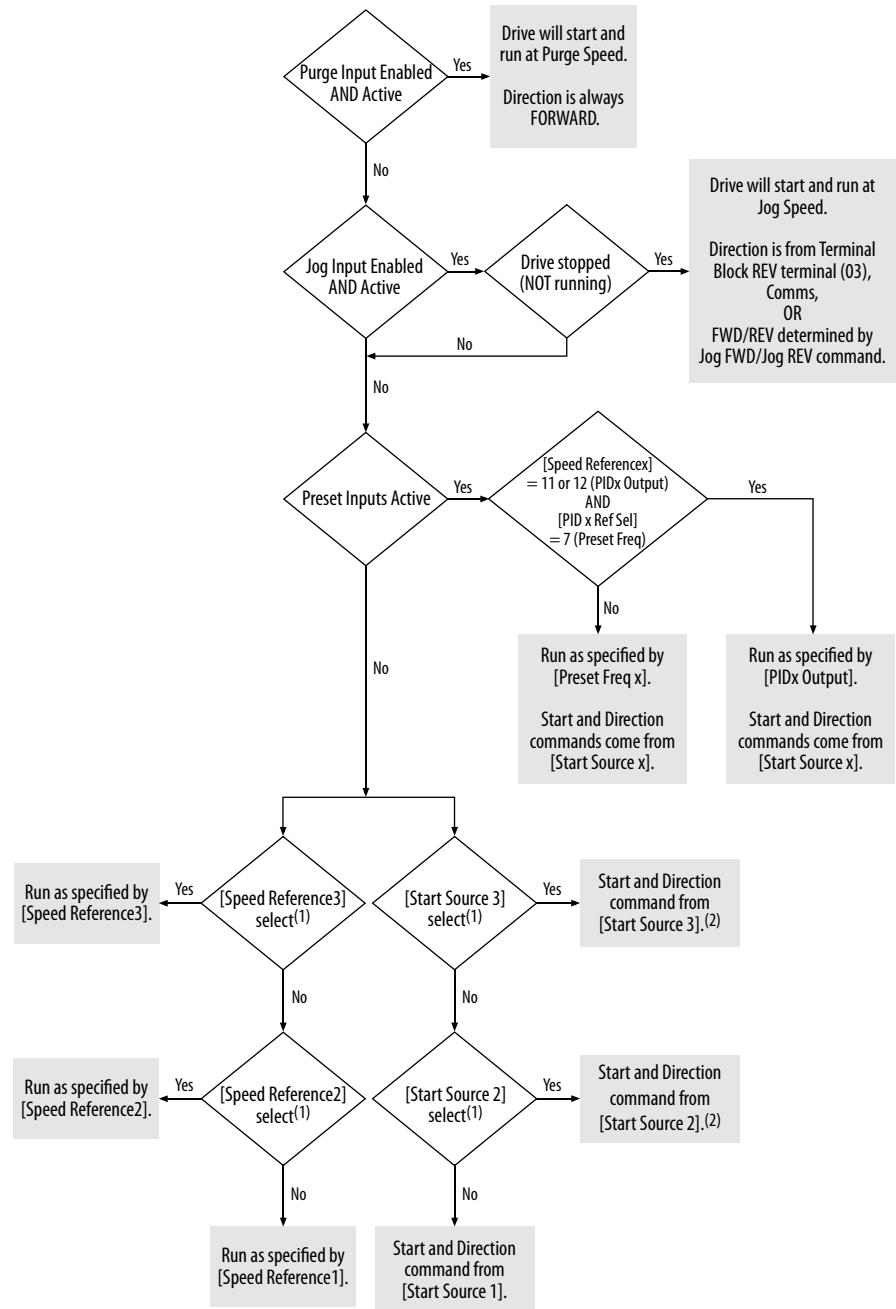 Purge Input Enabled
AND Active
Yes
Drive will start and
run at Purge Speed.
Direction is always
FORWARD.
No
Jog Input Enabled
AND Active
Yes
Drive stopped
(NOT running)
Yes
Drive will start and run at
Jog Speed.
Direction is from Terminal
Block REV terminal (03),
Comms,
OR
FWD/REV determined by
Jog FWD/Jog REV command.
No
No
Preset Inputs Active
Yes
[Speed Referencex]
= 11 or 12 (PIDx Output)
AND
[PID x Ref Sel]
= 7 (Preset Freq)
Yes
No
Run as specified by
[Preset Freq x].
Start and Direction
commands come from
[Start Source x].
Run as specified by
[PIDx Output].
Start and Direction
commands come from
[Start Source x].
No
Run as specified by
[Speed Reference3].
Yes
[Speed Reference3]
select(1)
[Start Source 3]
select(1)
Yes
Start and Direction
command from
[Start Source 3].(2)
No
No
Run as specified by
[Speed Reference2].
Yes
[Speed Reference2]
select(1)
[Start Source 2]
select(1)
Yes
Start and Direction
command from
[Start Source 2].(2)
No
No
Run as specified by
[Speed Reference1].
Start and Direction
command from
[Start Source 1].